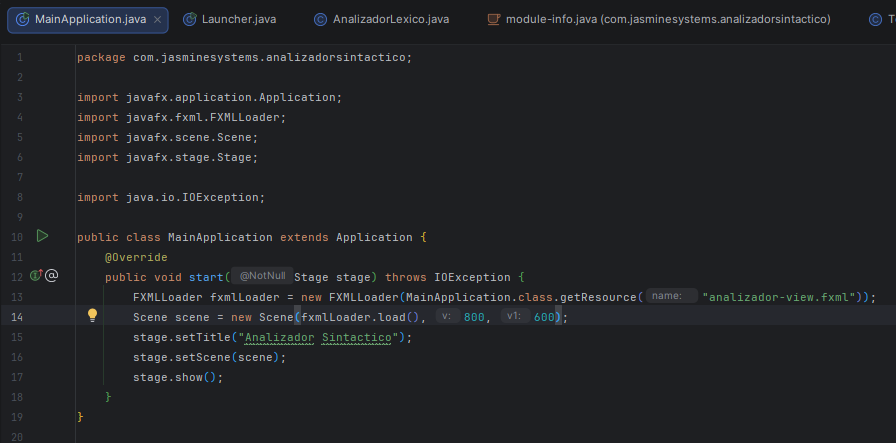 MainApplication.java Launcher.java AnalizadorLexico.java module-info.java (com.jasminesystems.analizadorsintactico)
1 package com.jasminesystems.analizadorsintactico;
2
3 import javafx.application.Application;
4 import javafx.fxml.FXMLLoader;
5 import javafx.scene.Scene;
6 import javafx.stage.Stage;
7
8 import java.io.IOException;
9
10 public class MainApplication extends Application {
11 @Override
12 public void start( @NotNull Stage stage) throws IOException {
13 FXMLLoader fxmlLoader = new FXMLLoader(MainApplication.class.getResource( name: "analizador-view.fxml"));
14 Scene scene = new Scene(fxmlLoader.load(), v: 800, v1: 600);
15 stage.setTitle("Analizador Sintactico");
16 stage.setScene(scene);
17 stage.show();
18 }
19 }
20